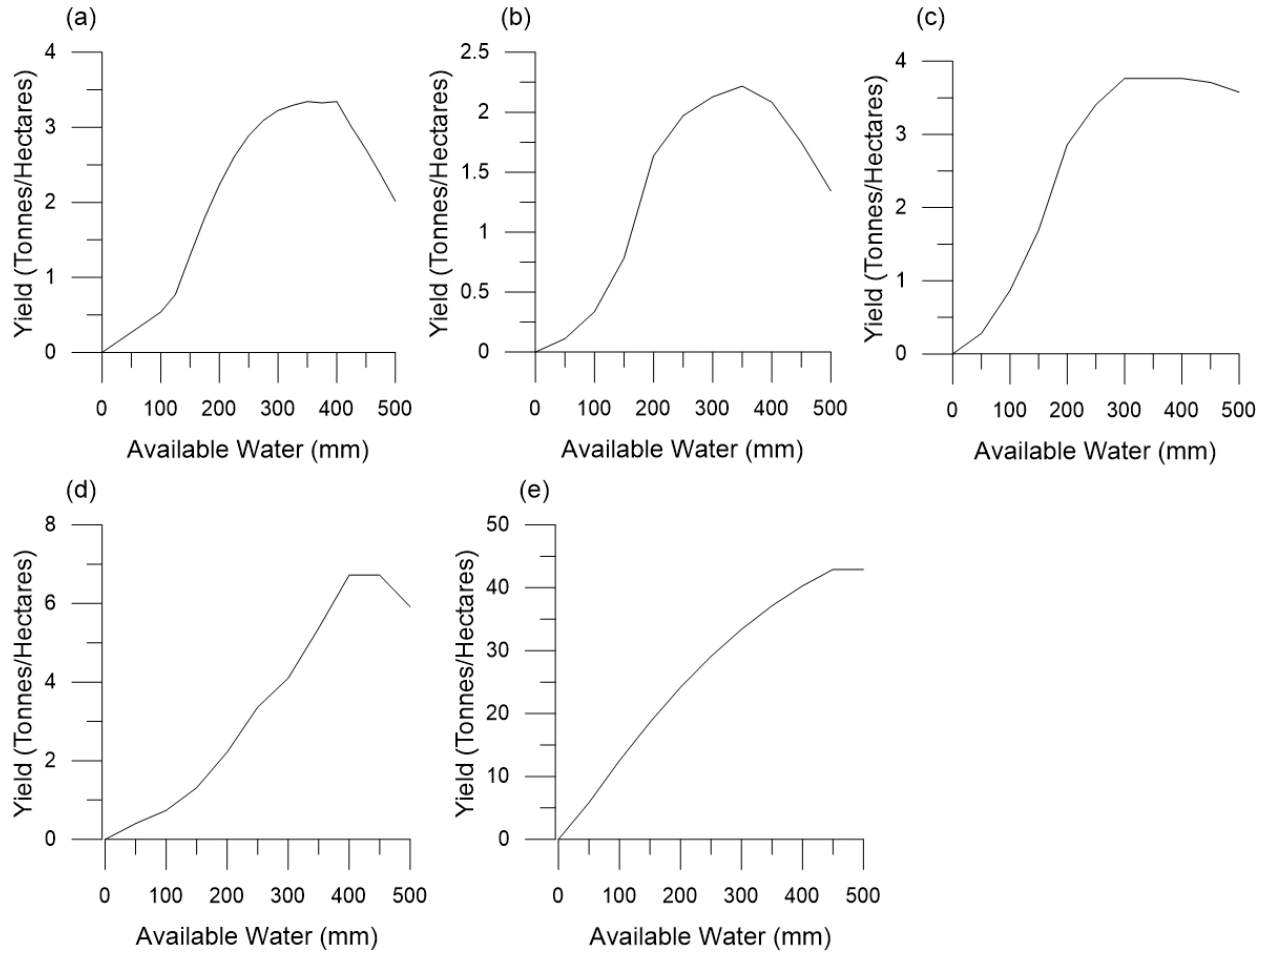 (a)
Yield (Tonnes/Hectares)
4
3
2
1
0
0 100 200 300 400 500
Available Water (mm)
(b)
Yield (Tonnes/Hectares)
2.5
2
1.5
1
0.5
0
0 100 200 300 400 500
Available Water (mm)
(c)
Yield (Tonnes/Hectares)
4
3
2
1
0
0 100 200 300 400 500
Available Water (mm)
(d)
Yield (Tonnes/Hectares)
8
6
4
2
0
0 100 200 300 400 500
Available Water (mm)
(e)
Yield (Tonnes/Hectares)
50
40
30
20
10
0
0 100 200 300 400 500
Available Water (mm)